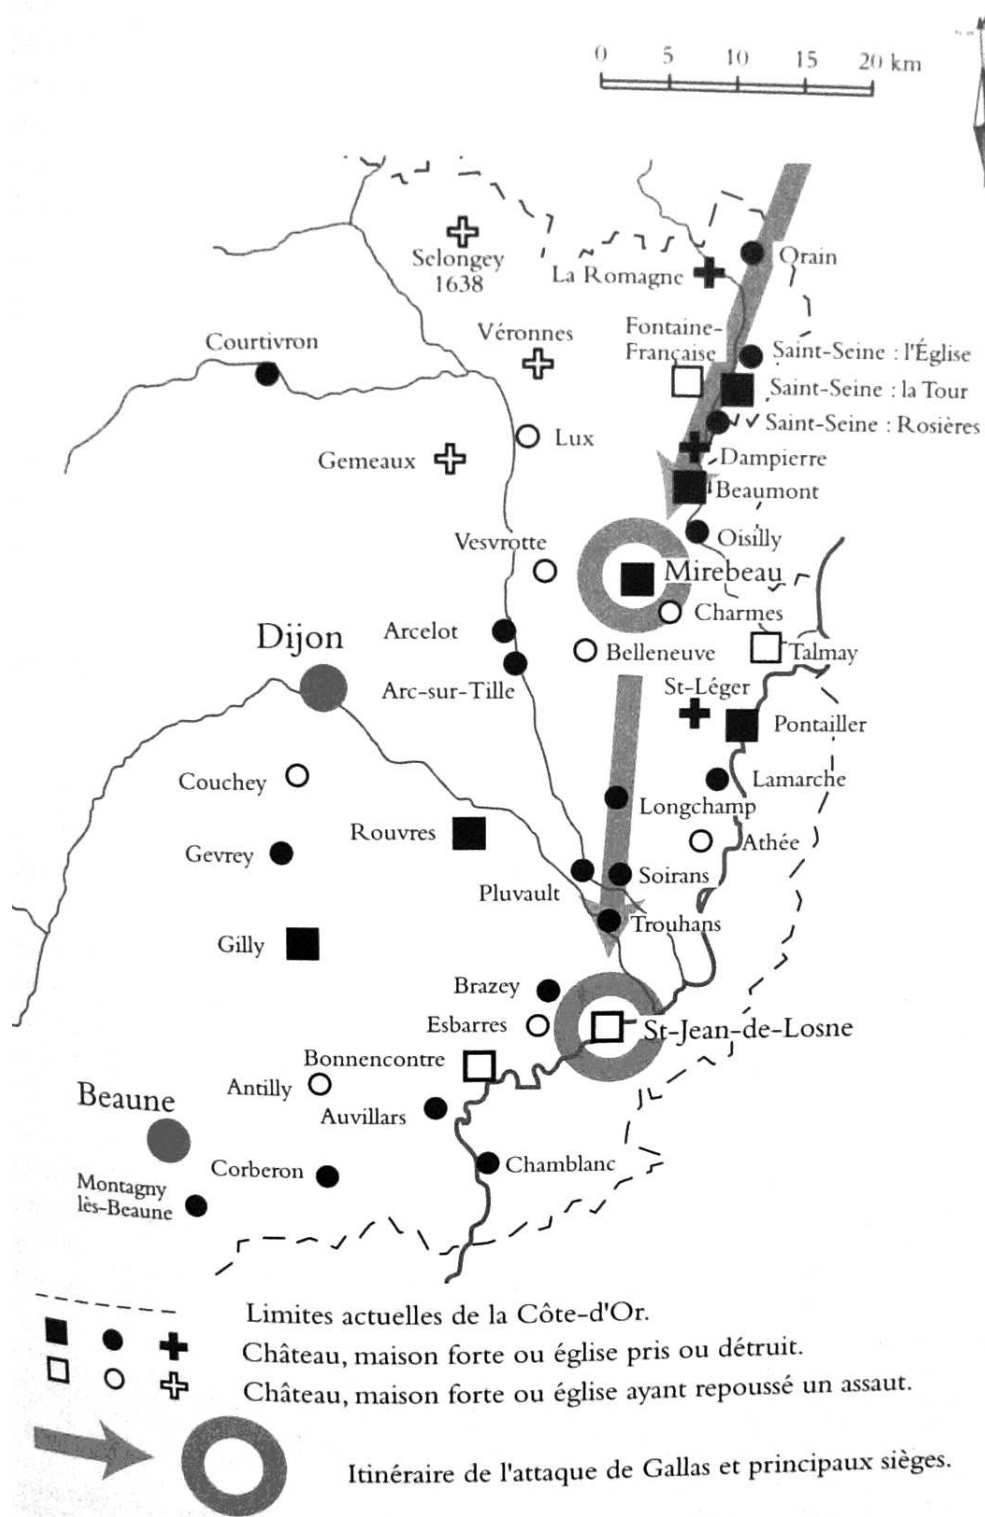 0 5 10 15 20 km
Selongey
1638
La Romagne
Orain
Courtivron
Véronnes
Fontaine-
Française
Saint-Seine : l'Église
Saint-Seine : la Tour
Saint-Seine : Rosières
Lux
Gemeaux
Dampierre
Beaumont
Oisilly
Vesvrotte
Mirebeau
Charmes
Dijon
Arcelot
Belleneuve
Talmay
Arc-sur-Tille
St-Léger
Pontailler
Couchey
Lamarche
Longchamp
Rouvres
Athée
Gevrey
Soirans
Pluvault
Trouhans
Gilly
Brazey
Esbarres
St-Jean-de-Losne
Bonnencontre
Antilly
Beaune
Auvillars
Corberon
Chamblanc
Montagny
lès-Beaune
Limites actuelles de la Côte-d'Or.
Château, maison forte ou église pris ou détruit.
Château, maison forte ou église ayant repoussé un assaut.
Itinéraire de l'attaque de Gallas et principaux sièges.